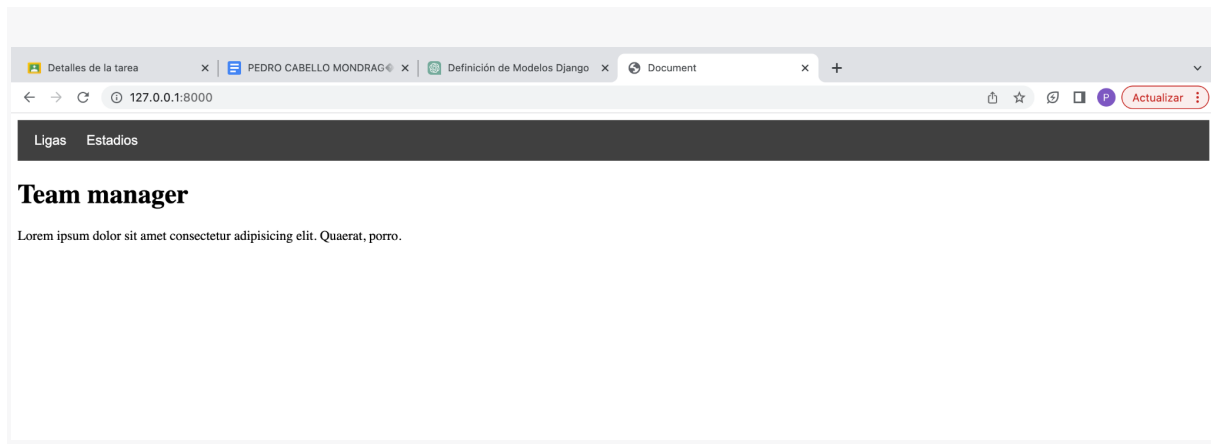 Detalles de la tarea PEDRO CABELLO MONDRAG Definición de Modelos Django Document
127.0.0.1:8000 P Actualizar
Ligas Estadios
Team manager
Lorem ipsum dolor sit amet consectetur adipisicing elit. Quaerat, porro.